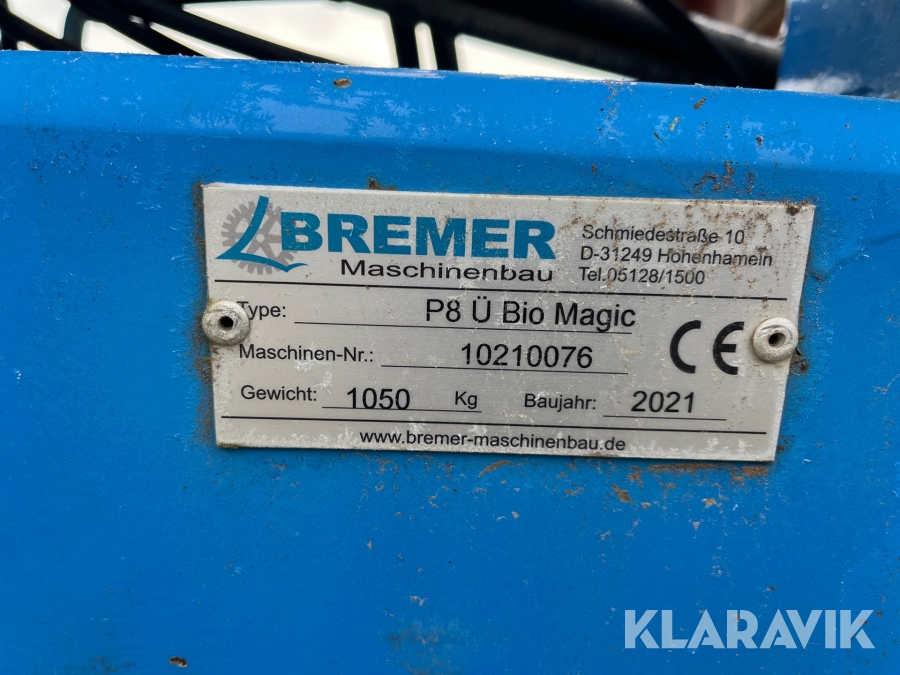 BREMER
Maschinenbau
Schmiedestraße 10
D-31249 Hohenhameln
Tel.05128/1500
Type: P8 Ü Bio Magic
Maschinen-Nr.: 10210076
CE
Gewicht: 1050 Kg Baujahr: 2021
www.bremer-maschinenbau.de
KLARAVIK